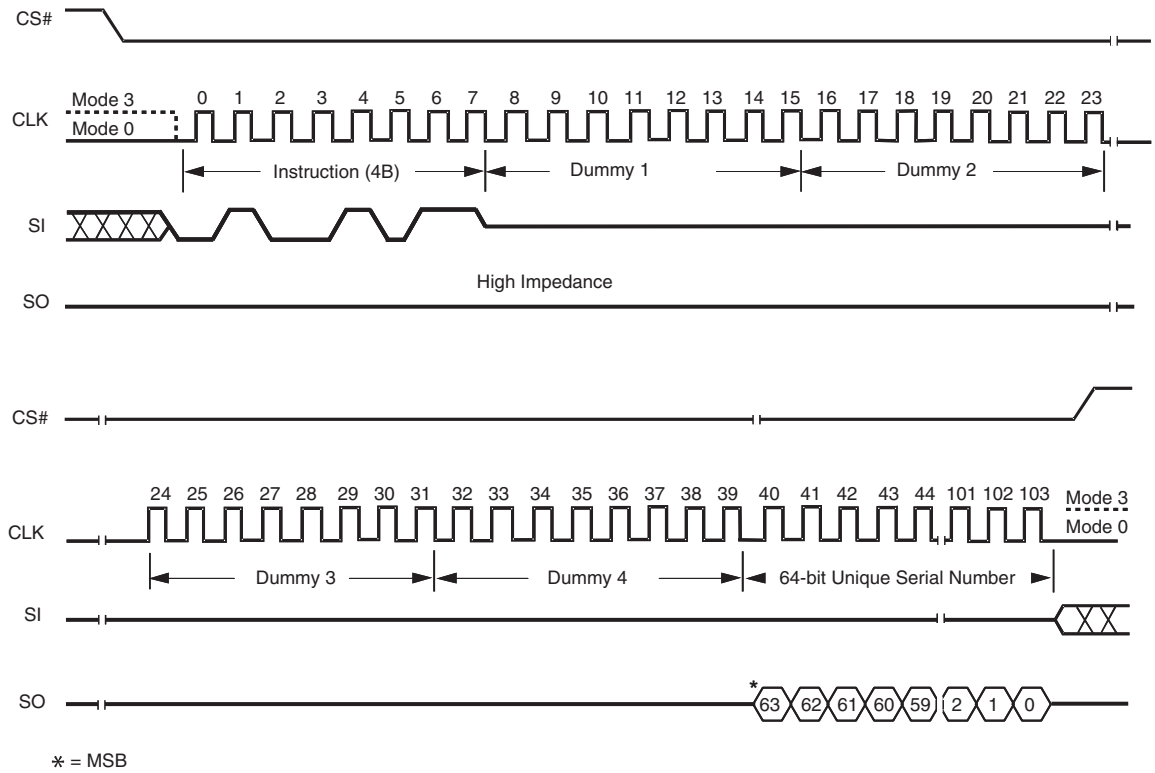 CS#
Mode 3
0 1 2 3 4 5 6 7 8 9 10 11 12 13 14 15 16 17 18 19 20 21 22 23
CLK
Mode 0
Instruction (4B) Dummy 1 Dummy 2
SI
High Impedance
SO
CS#
24 25 26 27 28 29 30 31 32 33 34 35 36 37 38 39 40 41 42 43 44 101 102 103
Mode 3
CLK
Mode 0
Dummy 3 Dummy 4 64-bit Unique Serial Number
SI
*
SO
63 62 61 60 59 2 1 0
* = MSB